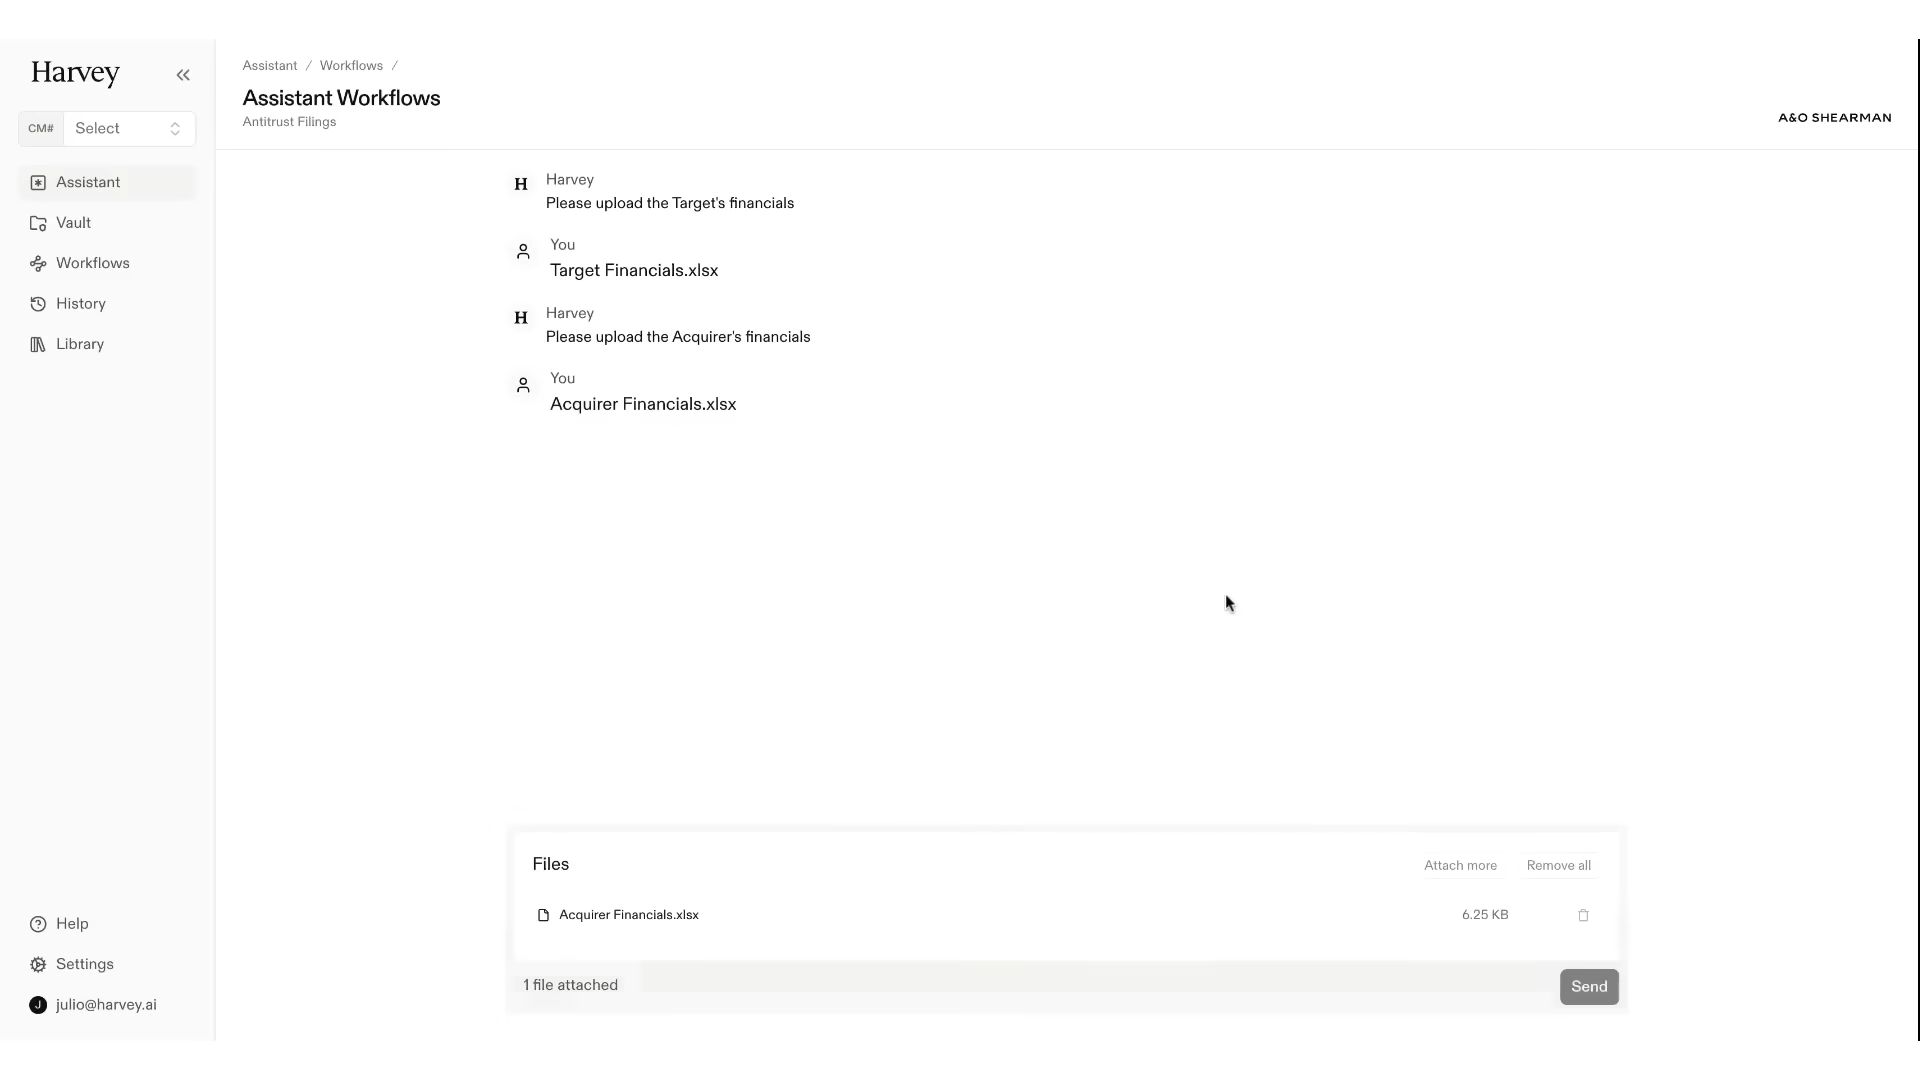 Harvey
CM# Select
Assistant
Vault
Workflows
History
Library
Help
Settings
J julio@harvey.ai
Assistant / Workflows /
Assistant Workflows
Antitrust Filings
A&O SHEARMAN
H Harvey
Please upload the Target's financials
You
Target Financials.xlsx
H Harvey
Please upload the Acquirer's financials
You
Acquirer Financials.xlsx
Files Attach more Remove all
Acquirer Financials.xlsx 6.25 KB
1 file attached Send